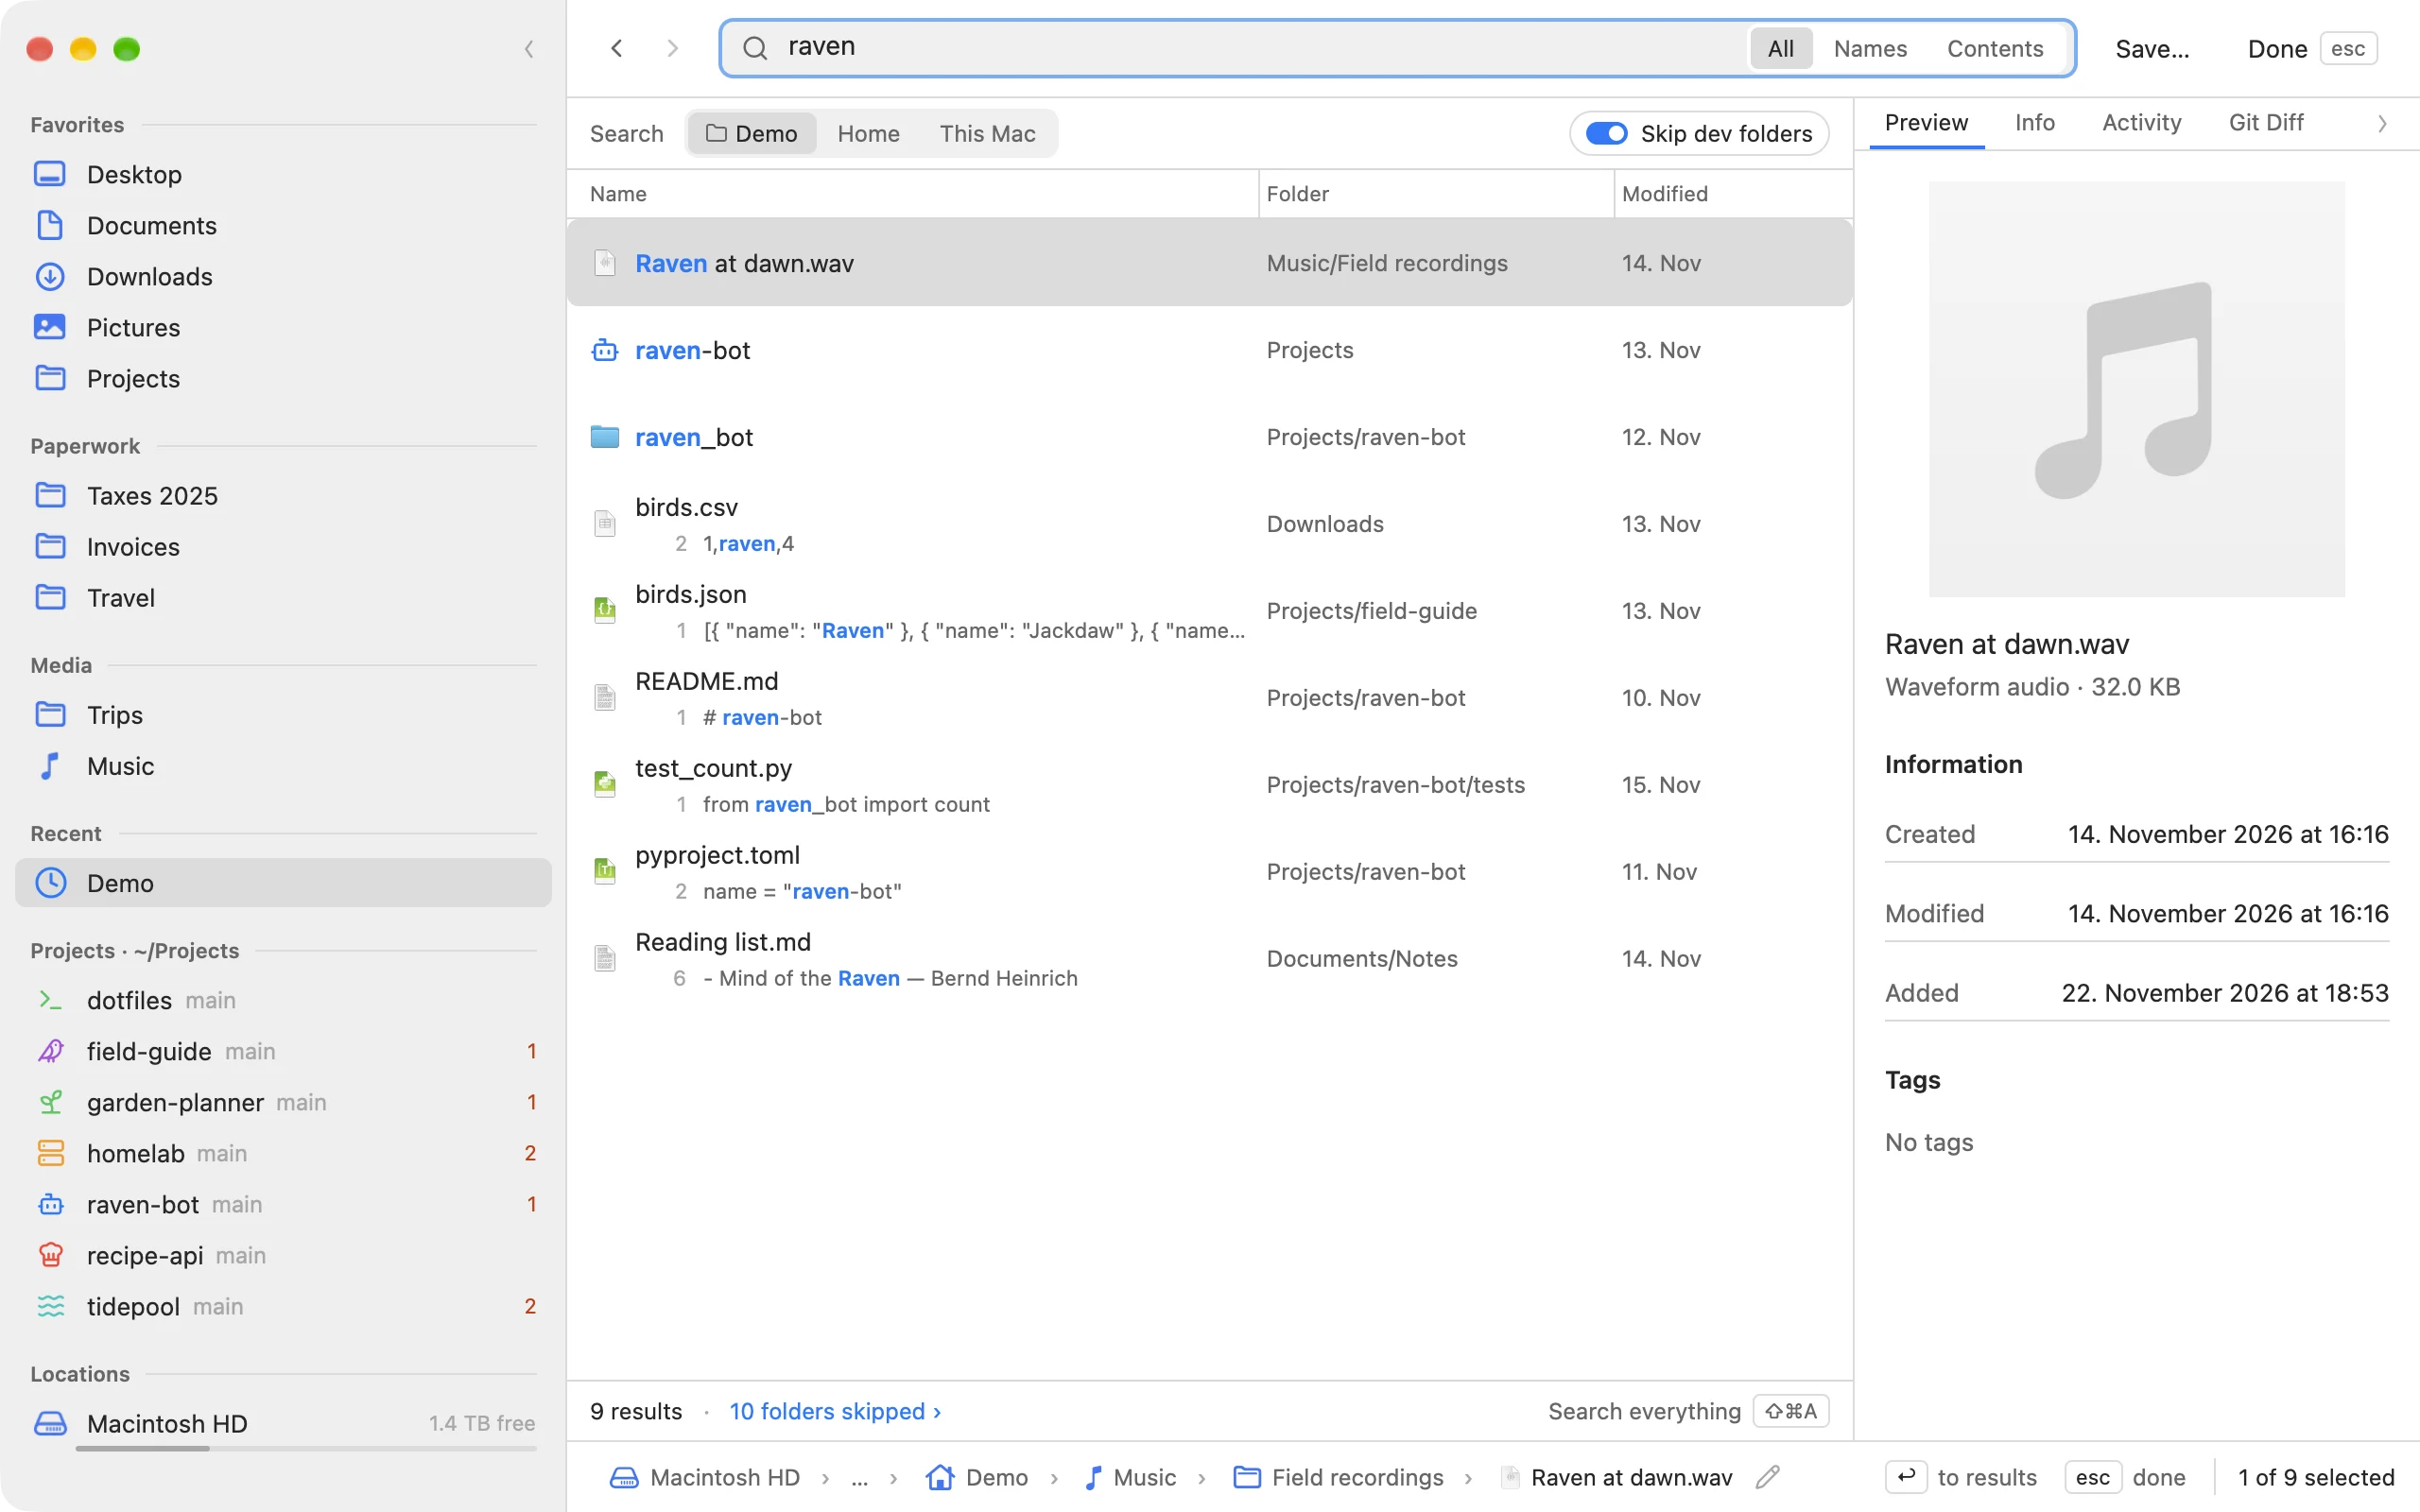 raven
All Names Contents
Save... Done esc
Favorites
Desktop
Documents
Downloads
Pictures
Projects
Paperwork
Taxes 2025
Invoices
Travel
Media
Trips
Music
Recent
Demo
Projects · ~/Projects
dotfiles main
field-guide main 1
garden-planner main 1
homelab main 2
raven-bot main 1
recipe-api main
tidepool main 2
Locations
Macintosh HD 1.4 TB free
Search Demo Home This Mac Skip dev folders
Name Folder Modified
Raven at dawn.wav Music/Field recordings 14. Nov
raven-bot Projects 13. Nov
raven_bot Projects/raven-bot 12. Nov
birds.csv Downloads 13. Nov
2 1,raven,4
birds.json Projects/field-guide 13. Nov
1 [{ "name": "Raven" }, { "name": "Jackdaw" }, { "name...
README.md Projects/raven-bot 10. Nov
1 # raven-bot
test_count.py Projects/raven-bot/tests 15. Nov
1 from raven_bot import count
pyproject.toml Projects/raven-bot 11. Nov
2 name = "raven-bot"
Reading list.md Documents/Notes 14. Nov
6 - Mind of the Raven — Bernd Heinrich
9 results · 10 folders skipped › Search everything ⇧⌘A
Macintosh HD › ... › Demo › Music › Field recordings › Raven at dawn.wav
Preview Info Activity Git Diff
Raven at dawn.wav
Waveform audio · 32.0 KB
Information
Created 14. November 2026 at 16:16
Modified 14. November 2026 at 16:16
Added 22. November 2026 at 18:53
Tags
No tags
↩ to results esc done 1 of 9 selected